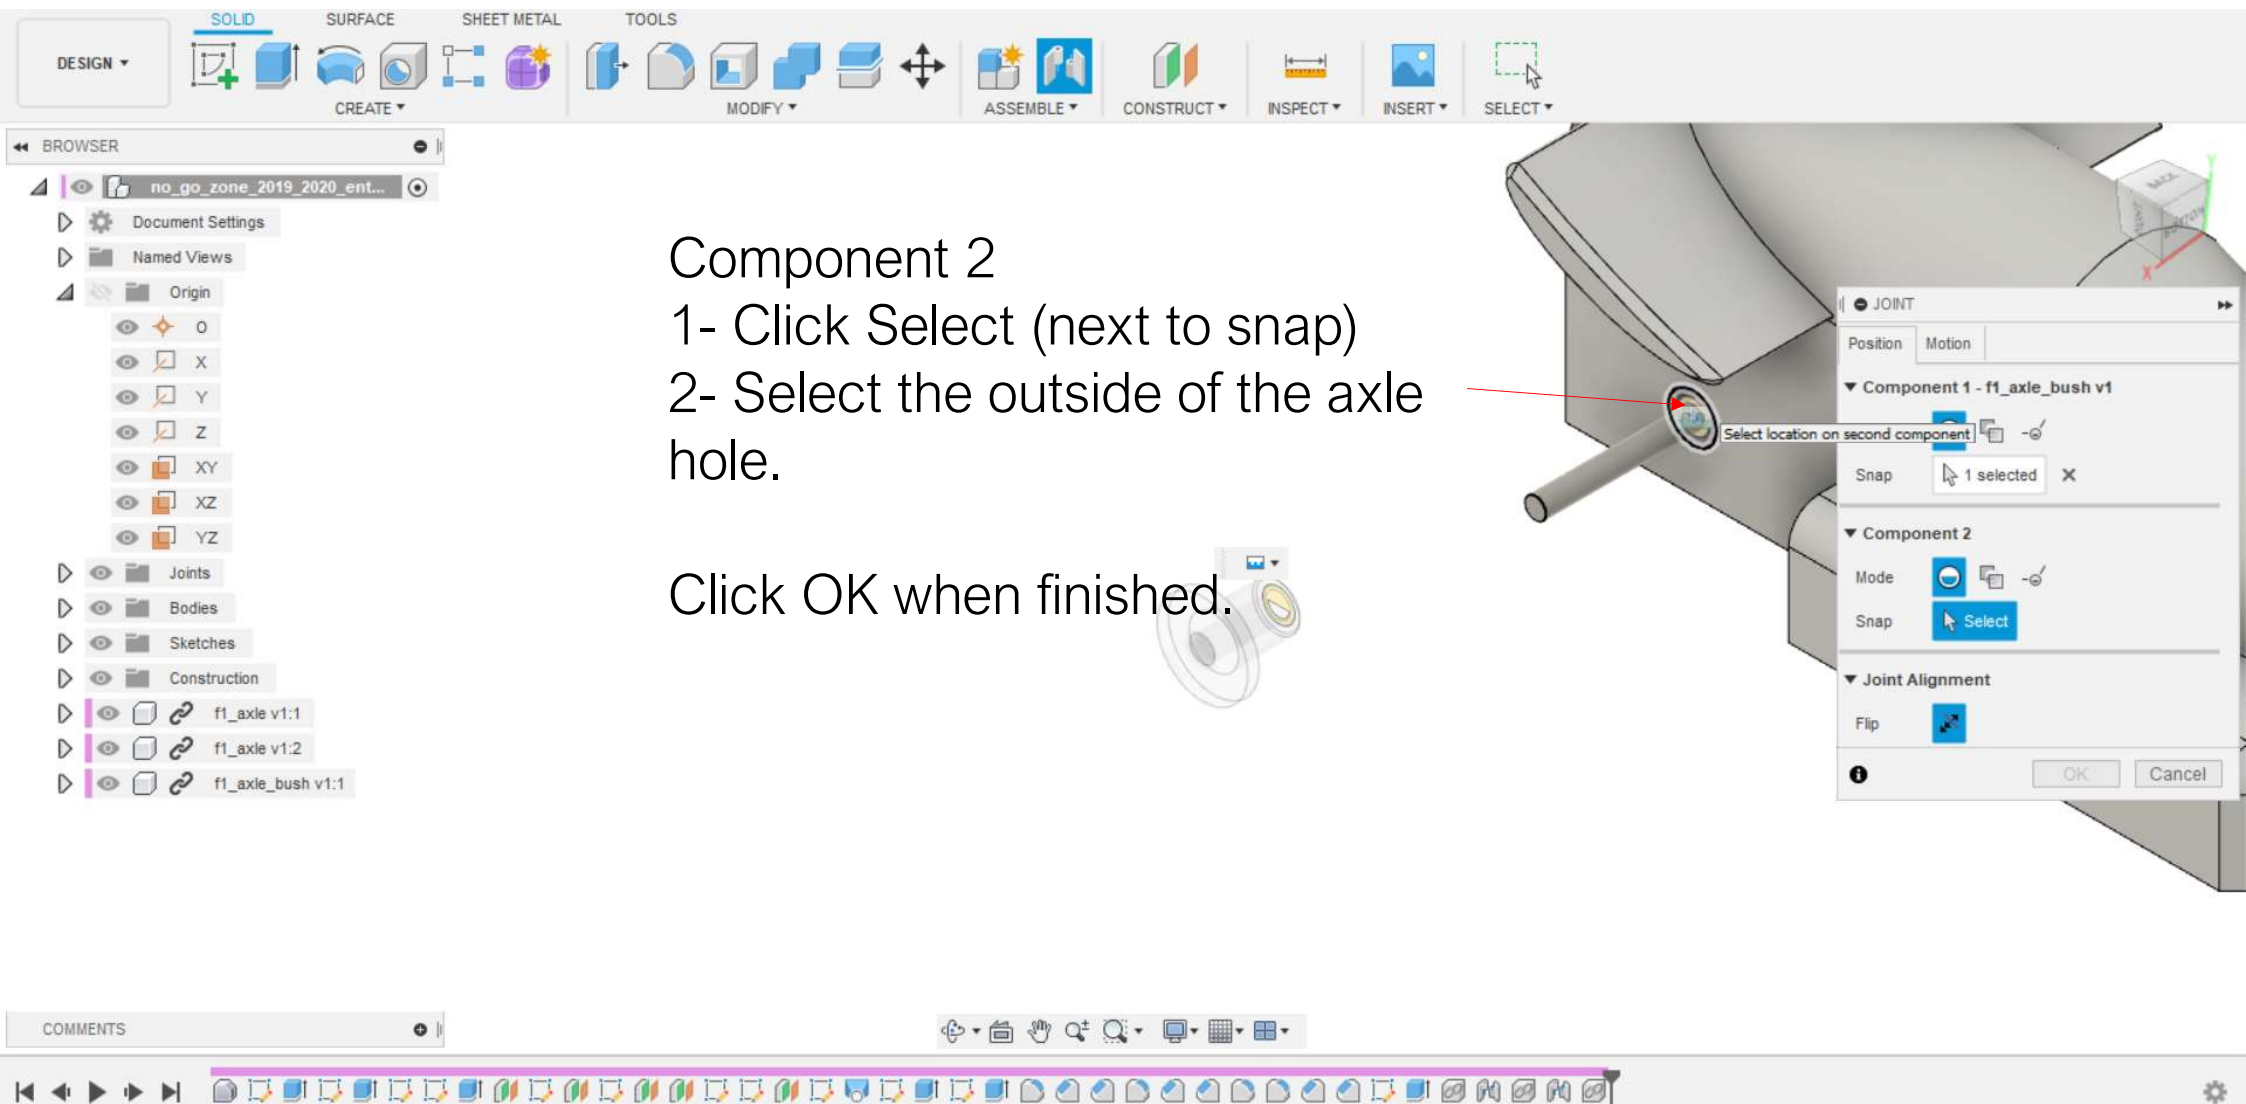 SOLID SURFACE SHEET METAL TOOLS
DESIGN
CREATE MODIFY ASSEMBLE CONSTRUCT INSPECT INSERT SELECT
BROWSER
no_go_zone_2019_2020_ent...
Document Settings
Named Views
Origin
O
X
Y
Z
XY
XZ
YZ
Joints
Bodies
Sketches
Construction
f1_axle v1:1
f1_axle v1:2
f1_axle_bush v1:1
Component 2
1- Click Select (next to snap)
2- Select the outside of the axle
hole.
Click OK when finished.
BACK
Y
X
Select location on second component
JOINT
Position Motion
Component 1 - f1_axle_bush v1
Snap 1 selected
Component 2
Mode
Snap Select
Joint Alignment
Flip
OK Cancel
COMMENTS